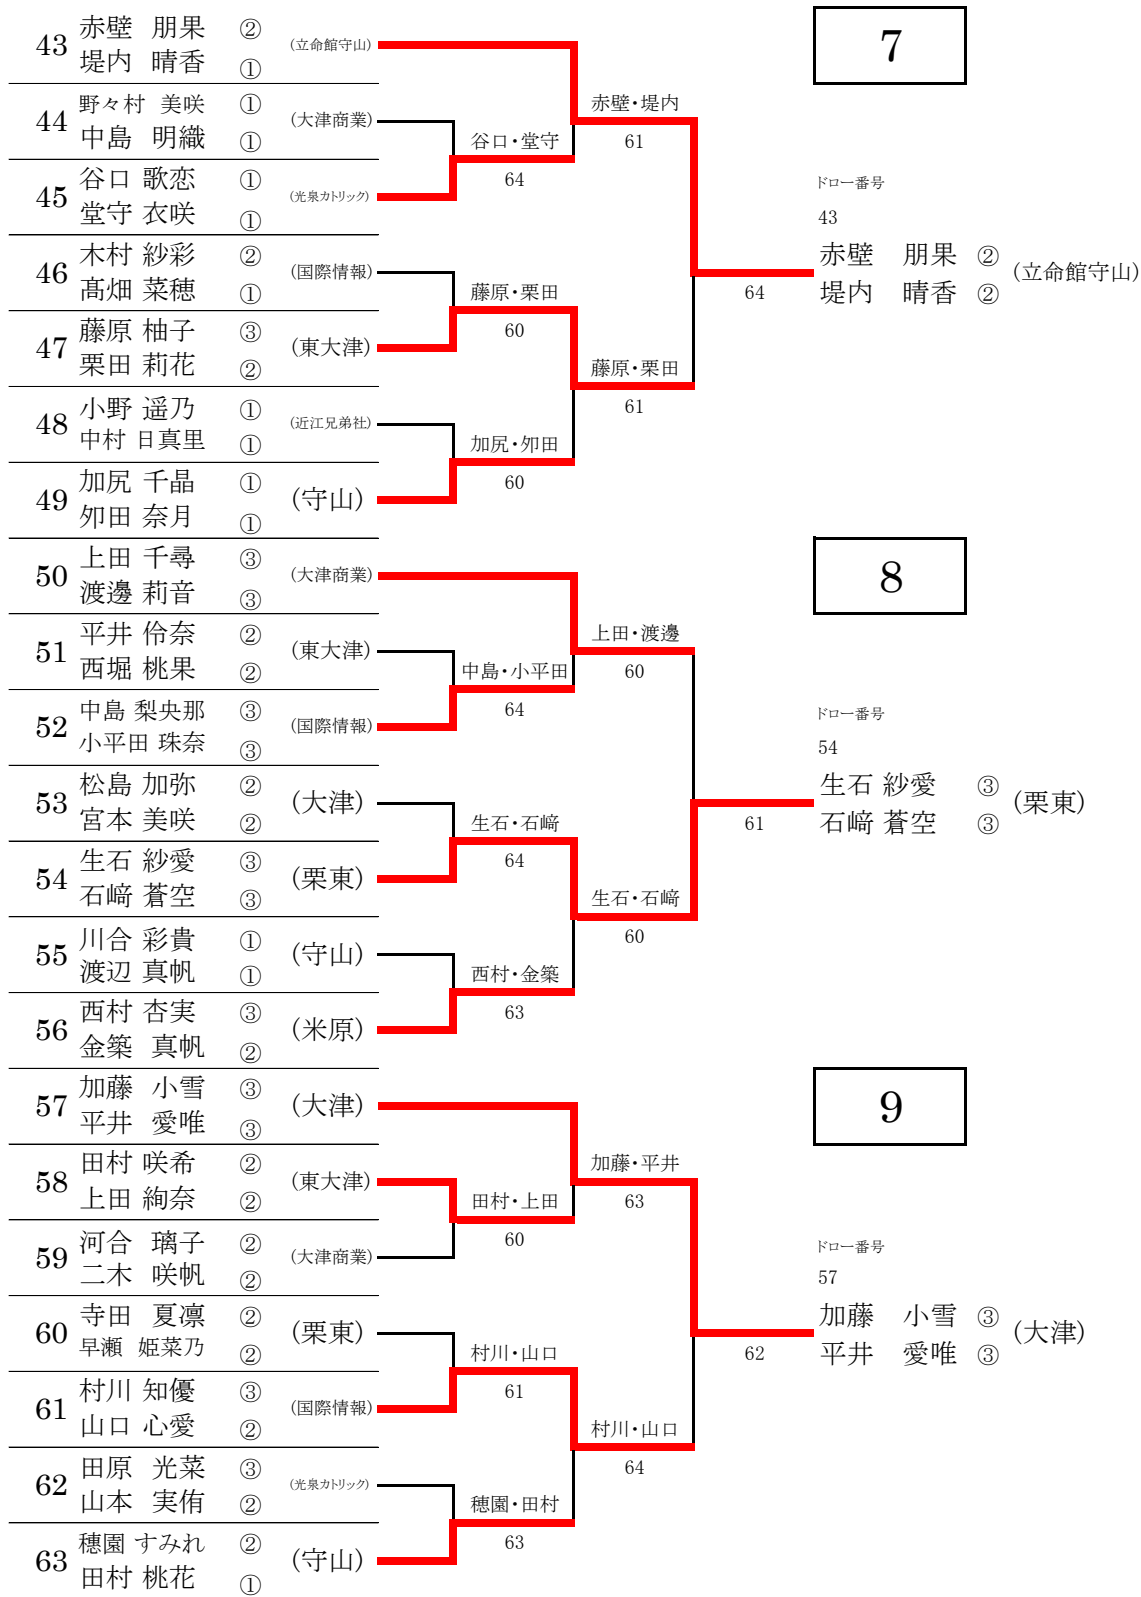 43 赤壁 朋果 ② (立命館守山)
堤内 晴香 ①
44 野々村 美咲 ① (大津商業)
中島 明織 ①
45 谷口 歌恋 ① (光泉カトリック)
堂守 衣咲 ①
46 木村 紗彩 ② (国際情報)
髙畑 菜穂 ①
47 藤原 柚子 ③ (東大津)
栗田 莉花 ②
48 小野 遥乃 ① (近江兄弟社)
中村 日真里 ①
49 加尻 千晶 ① (守山)
夘田 奈月 ①
谷口・堂守
64
藤原・栗田
60
加尻・夘田
60
赤壁・堤内
61
藤原・栗田
61
64
7
ドロー番号
43
赤壁 朋果 ② (立命館守山)
堤内 晴香 ②
50 上田 千尋 ③ (大津商業)
渡邊 莉音 ③
51 平井 伶奈 ② (東大津)
西堀 桃果 ②
52 中島 梨央那 ③ (国際情報)
小平田 珠奈 ③
53 松島 加弥 ② (大津)
宮本 美咲 ②
54 生石 紗愛 ③ (栗東)
石﨑 蒼空 ③
55 川合 彩貴 ① (守山)
渡辺 真帆 ①
56 西村 杏実 ③ (米原)
金築 真帆 ②
中島・小平田
64
生石・石﨑
64
西村・金築
63
上田・渡邊
60
生石・石﨑
60
61
8
ドロー番号
54
生石 紗愛 ③ (栗東)
石﨑 蒼空 ③
57 加藤 小雪 ③ (大津)
平井 愛唯 ③
58 田村 咲希 ② (東大津)
上田 絢奈 ②
59 河合 璃子 ② (大津商業)
二木 咲帆 ②
60 寺田 夏凛 ② (栗東)
早瀬 姫菜乃 ②
61 村川 知優 ③ (国際情報)
山口 心愛 ②
62 田原 光菜 ③ (光泉カトリック)
山本 実侑 ②
63 穂園 すみれ ② (守山)
田村 桃花 ①
田村・上田
60
村川・山口
61
穂園・田村
63
加藤・平井
63
村川・山口
64
62
9
ドロー番号
57
加藤 小雪 ③ (大津)
平井 愛唯 ③